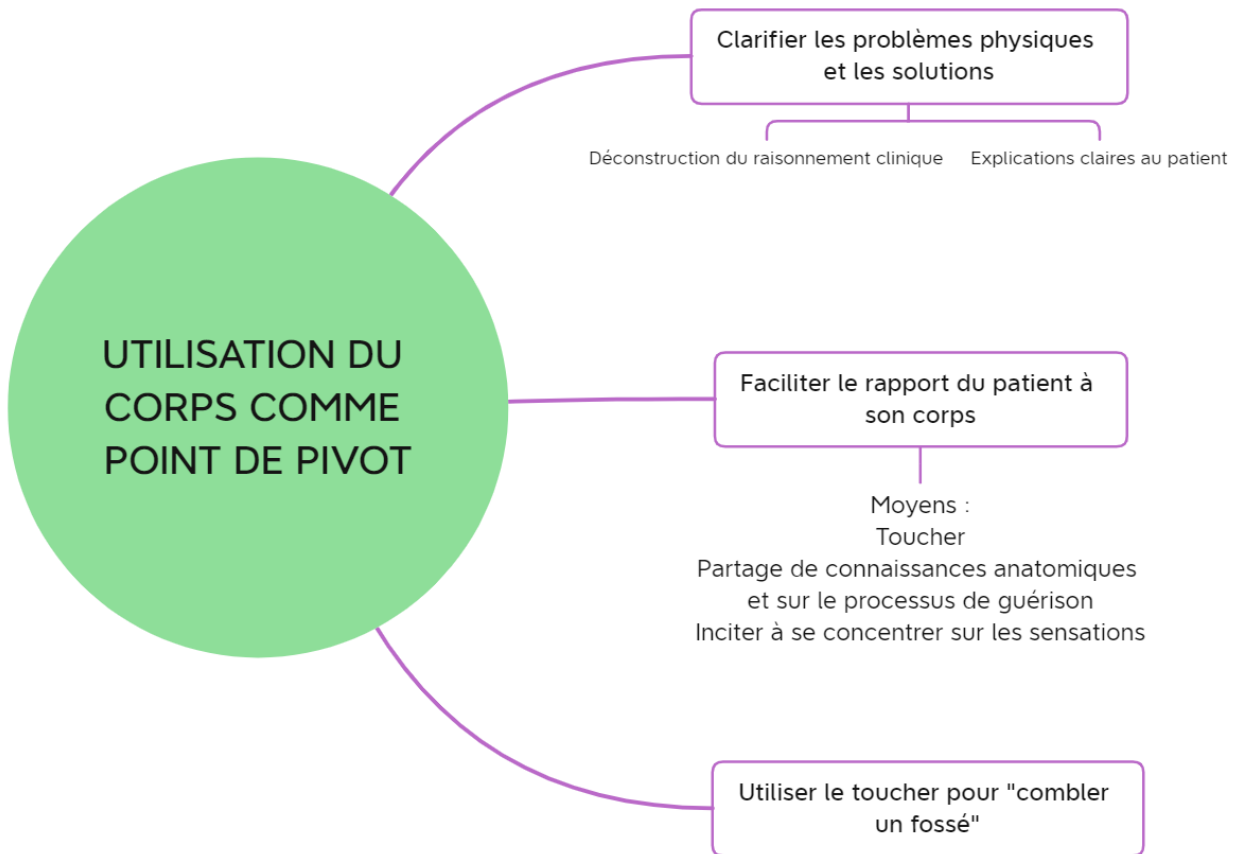 Clarifier les problèmes physiques
et les solutions
Déconstruction du raisonnement clinique
Explications claires au patient
UTILISATION DU
CORPS COMME
POINT DE PIVOT
Faciliter le rapport du patient à
son corps
Moyens :
Toucher
Partage de connaissances anatomiques
et sur le processus de guérison
Inciter à se concentrer sur les sensations
Utiliser le toucher pour "combler
un fossé"